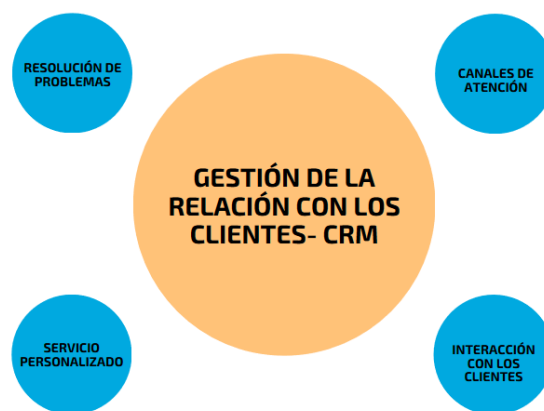 RESOLUCIÓN DE
PROBLEMAS
CANALES DE
ATENCIÓN
GESTIÓN DE LA
RELACIÓN CON LOS
CLIENTES- CRM
SERVICIO
PERSONALIZADO
INTERACCIÓN
CON LOS
CLIENTES